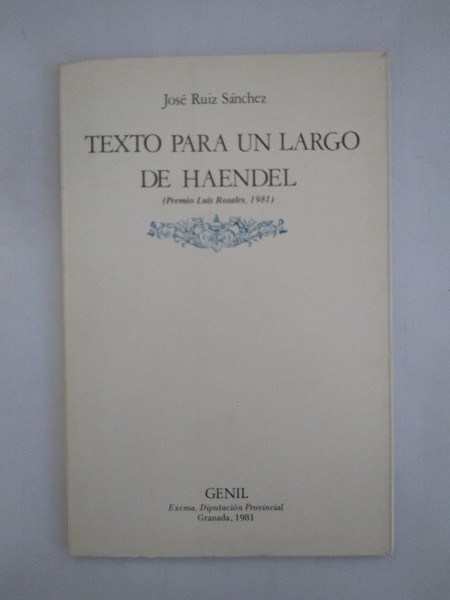 José Ruiz Sánchez
TEXTO PARA UN LARGO
DE HAENDEL
(Premio Luis Rosales, 1981)
GENIL
Excma. Diputación Provincial
Granada, 1981